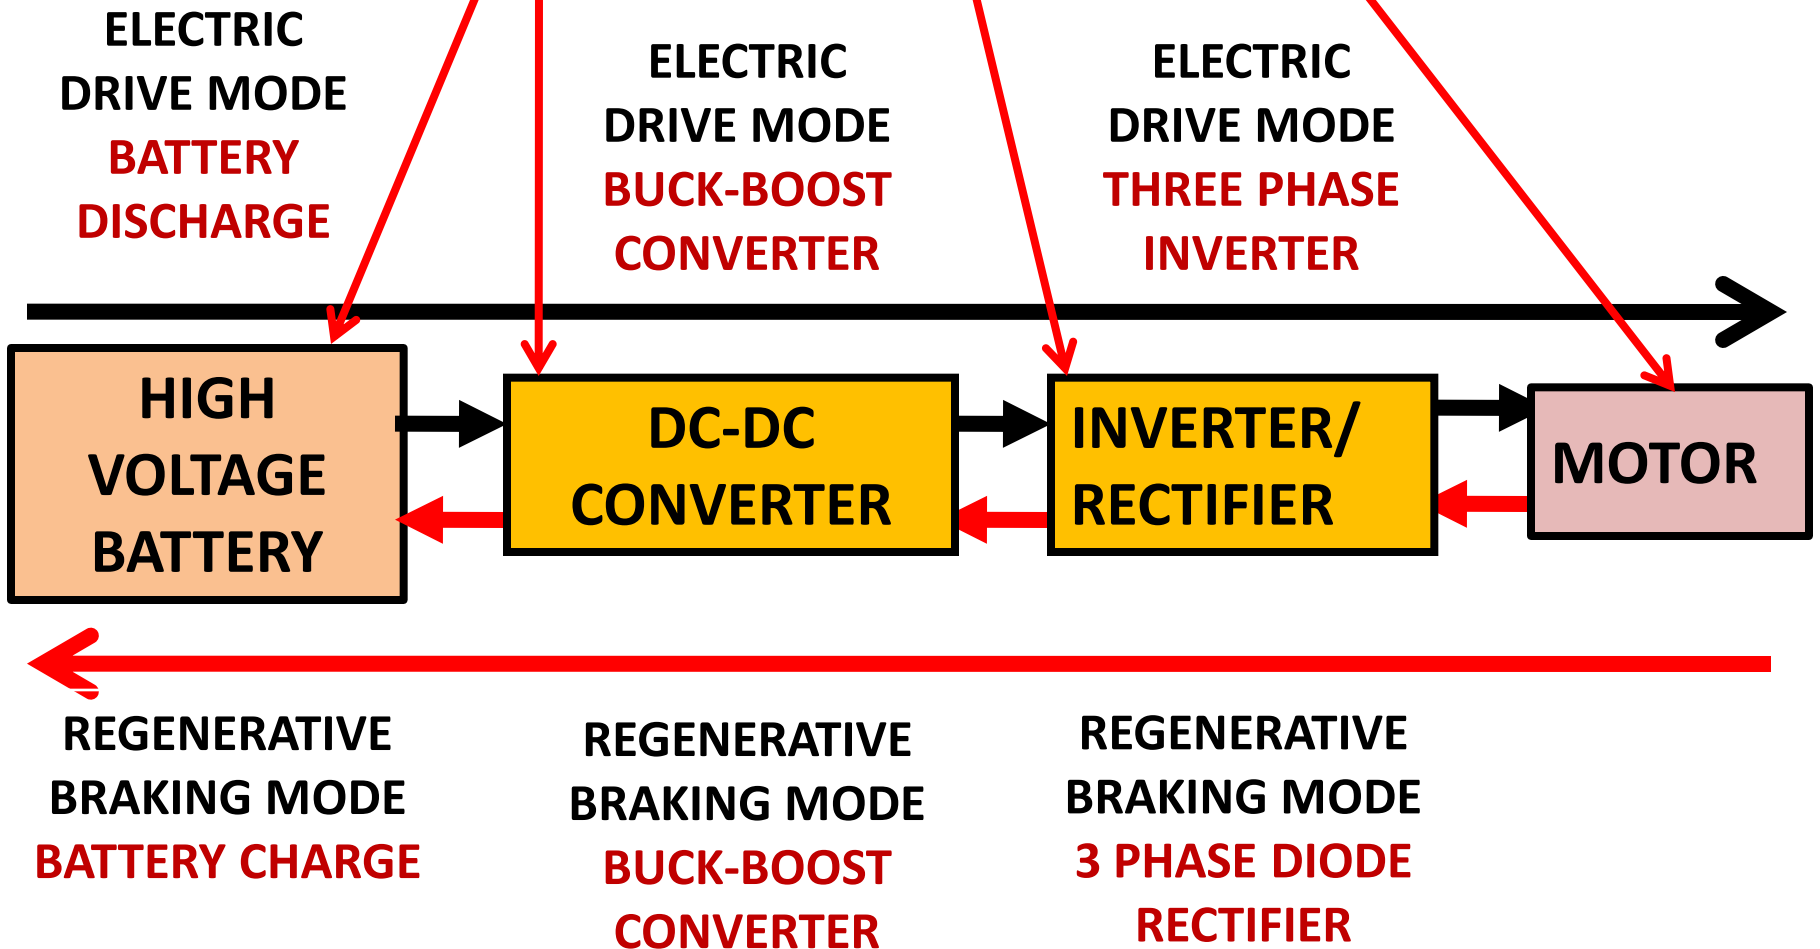 ELECTRIC
DRIVE MODE
BATTERY
DISCHARGE
ELECTRIC
DRIVE MODE
BUCK-BOOST
CONVERTER
ELECTRIC
DRIVE MODE
THREE PHASE
INVERTER
HIGH
VOLTAGE
BATTERY
DC-DC
CONVERTER
INVERTER/
RECTIFIER
MOTOR
REGENERATIVE
BRAKING MODE
BATTERY CHARGE
REGENERATIVE
BRAKING MODE
BUCK-BOOST
CONVERTER
REGENERATIVE
BRAKING MODE
3 PHASE DIODE
RECTIFIER